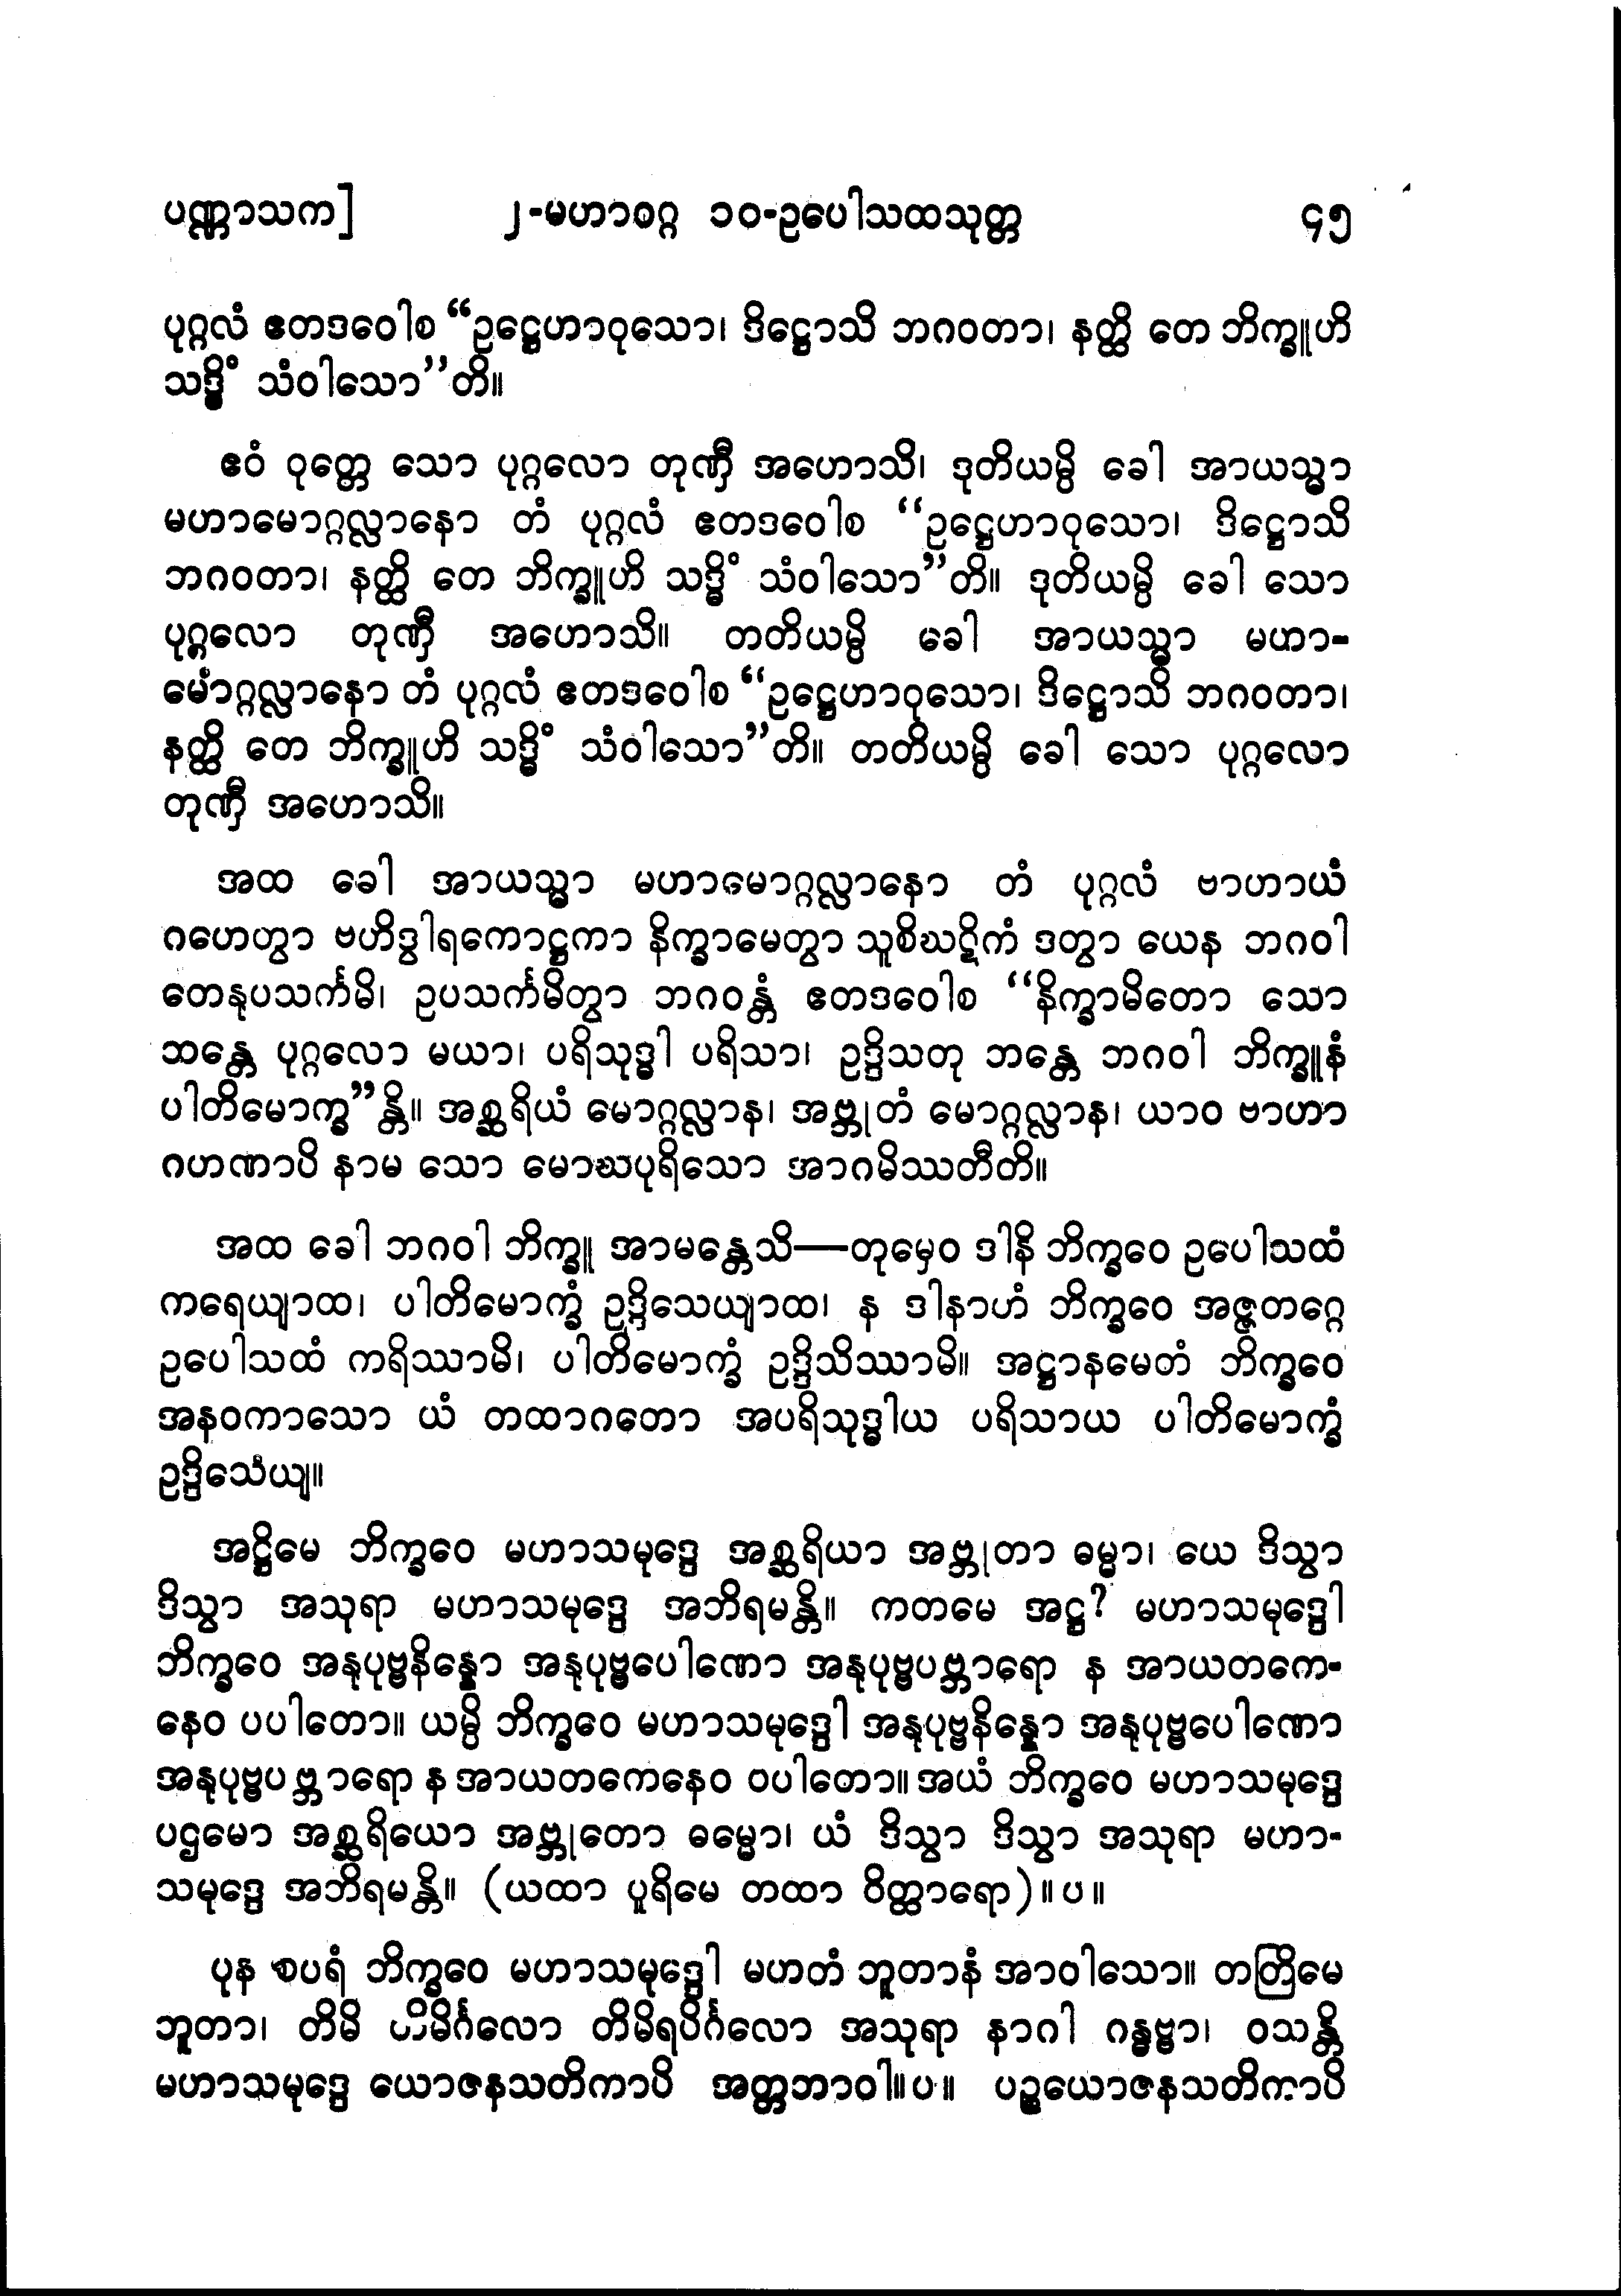 ပဏ္ဏာသက] ၂-မဟာဝဂ္ဂ ၁၀-ဥပေါသထသုတ္တ ၄၅
ပုဂ္ဂလံ ဧတဒဝေါစ “ဥဋ္ဌေဟာဝုသော၊ ဒိဋ္ဌောသိ ဘဂဝတာ၊ နတ္ထိ တေ ဘိက္ခူဟိ
သဒ္ဓိံ သံဝါသော”တိ။
ဧဝံ ဝုတ္တေ သော ပုဂ္ဂလော တုဏှီ အဟောသိ၊ ဒုတိယမ္ပိ ခေါ အာယသ္မာ
မဟာမောဂ္ဂလ္လာနော တံ ပုဂ္ဂလံ ဧတဒဝေါစ “ဥဋ္ဌေဟာဝုသော၊ ဒိဋ္ဌောသိ
ဘဂဝတာ၊ နတ္ထိ တေ ဘိက္ခူဟိ သဒ္ဓိံ သံဝါသော”တိ။ ဒုတိယမ္ပိ ခေါ သော
ပုဂ္ဂလော တုဏှီ အဟောသိ။ တတိယမ္ပိ ခေါ အာယသ္မာ မဟာ-
မောဂ္ဂလ္လာနော တံ ပုဂ္ဂလံ ဧတဒဝေါစ “ဥဋ္ဌေဟာဝုသော၊ ဒိဋ္ဌောသိ ဘဂဝတာ၊
နတ္ထိ တေ ဘိက္ခူဟိ သဒ္ဓိံ သံဝါသော”တိ။ တတိယမ္ပိ ခေါ သော ပုဂ္ဂလော
တုဏှီ အဟောသိ။
အထ ခေါ အာယသ္မာ မဟာမောဂ္ဂလ္လာနော တံ ပုဂ္ဂလံ ဗာဟာယံ
ဂဟေတွာ ဗဟိဒွါရကောဋ္ဌကာ နိက္ခာမေတွာ သူစိဃဋိကံ ဒတွာ ယေန ဘဂဝါ
တေနုပသင်္ကမိ၊ ဥပသင်္ကမိတွာ ဘဂဝန္တံ ဧတဒဝေါစ “နိက္ခာမိတော သော
ဘန္တေ ပုဂ္ဂလော မယာ၊ ပရိသုဒ္ဓါ ပရိသာ၊ ဥဒ္ဒိသတု ဘန္တေ ဘဂဝါ ဘိက္ခူနံ
ပါတိမောက္ခ”န္တိ။ အစ္ဆရိယံ မောဂ္ဂလ္လာန၊ အဗ္ဘုတံ မောဂ္ဂလ္လာန၊ ယာဝ ဗာဟာ
ဂဟဏာပိ နာမ သော မောဃပုရိသော အာဂမိဿတီတိ။
အထ ခေါ ဘဂဝါ ဘိက္ခူ အာမန္တေသိ—တုမှေဝ ဒါနိ ဘိက္ခဝေ ဥပေါသထံ
ကရေယျာထ၊ ပါတိမောက္ခံ ဥဒ္ဒိသေယျာထ၊ န ဒါနာဟံ ဘိက္ခဝေ အဇ္ဇတဂ္ဂေ
ဥပေါသထံ ကရိဿာမိ၊ ပါတိမောက္ခံ ဥဒ္ဒိသိဿာမိ။ အဋ္ဌာနမေတံ ဘိက္ခဝေ
အနဝကာသော ယံ တထာဂတော အပရိသုဒ္ဓါယ ပရိသာယ ပါတိမောက္ခံ
ဥဒ္ဒိသေယျ။
အဋ္ဌိမေ ဘိက္ခဝေ မဟာသမုဒ္ဒေ အစ္ဆရိယာ အဗ္ဘုတာ ဓမ္မာ၊ ယေ ဒိသွာ
ဒိသွာ အသုရာ မဟာသမုဒ္ဒေ အဘိရမန္တိ။ ကတမေ အဋ္ဌ? မဟာသမုဒ္ဒေါ
ဘိက္ခဝေ အနုပုဗ္ဗနိန္နော အနုပုဗ္ဗပေါဏော အနုပုဗ္ဗပဗ္ဘာရော န အာယတကေ-
နေဝ ပပါတော။ ယမ္ပိ ဘိက္ခဝေ မဟာသမုဒ္ဒေါ အနုပုဗ္ဗနိန္နော အနုပုဗ္ဗပေါဏော
အနုပုဗ္ဗပဗ္ဘာရော န အာယတကေနေဝ ဝပါတော။ အယံ ဘိက္ခဝေ မဟာသမုဒ္ဒေ
ပဌမော အစ္ဆရိယော အဗ္ဘုတော ဓမ္မော၊ ယံ ဒိသွာ ဒိသွာ အသုရာ မဟာ-
သမုဒ္ဒေ အဘိရမန္တိ။ (ယထာ ပူရိမေ တထာ ဝိတ္ထာရော)။ပ။
ပုန စပရံ ဘိက္ခဝေ မဟာသမုဒ္ဒေါ မဟတံ ဘူတာနံ အာဝါသော။ တတြိမေ
ဘူတာ၊ တိမိ တိမိင်္ဂလော တိမိရပိင်္ဂလော အသုရာ နာဂါ ဂန္ဓဗ္ဗာ၊ ဝသန္တိ
မဟာသမုဒ္ဒေ ယောဇနသတိကာပိ အတ္တဘာဝါ။ပ။ ပဉ္စယောဇနသတိကာပိ